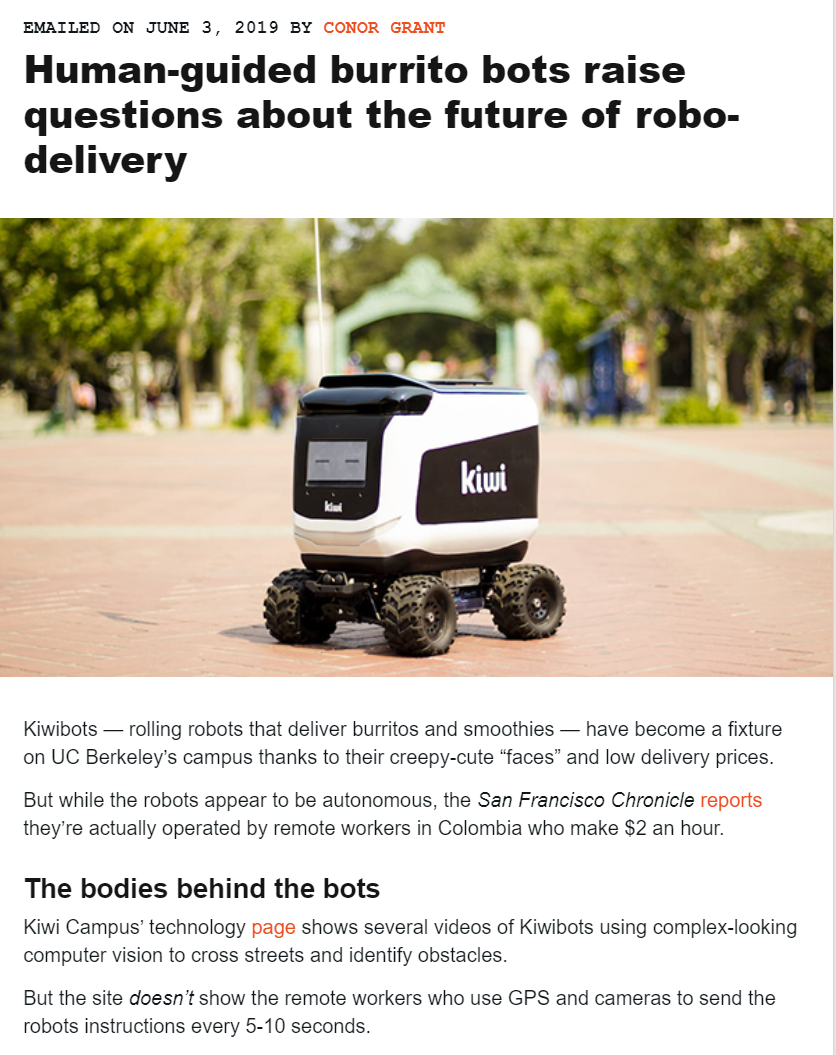 EMAILED ON JUNE 3, 2019 BY CONOR GRANT
Human-guided burrito bots raise
questions about the future of robo-
delivery
kiwi
kiwi
Kiwibots — rolling robots that deliver burritos and smoothies — have become a fixture
on UC Berkeley’s campus thanks to their creepy-cute “faces” and low delivery prices.
But while the robots appear to be autonomous, the San Francisco Chronicle reports
they’re actually operated by remote workers in Colombia who make $2 an hour.
The bodies behind the bots
Kiwi Campus’ technology page shows several videos of Kiwibots using complex-looking
computer vision to cross streets and identify obstacles.
But the site doesn’t show the remote workers who use GPS and cameras to send the
robots instructions every 5-10 seconds.